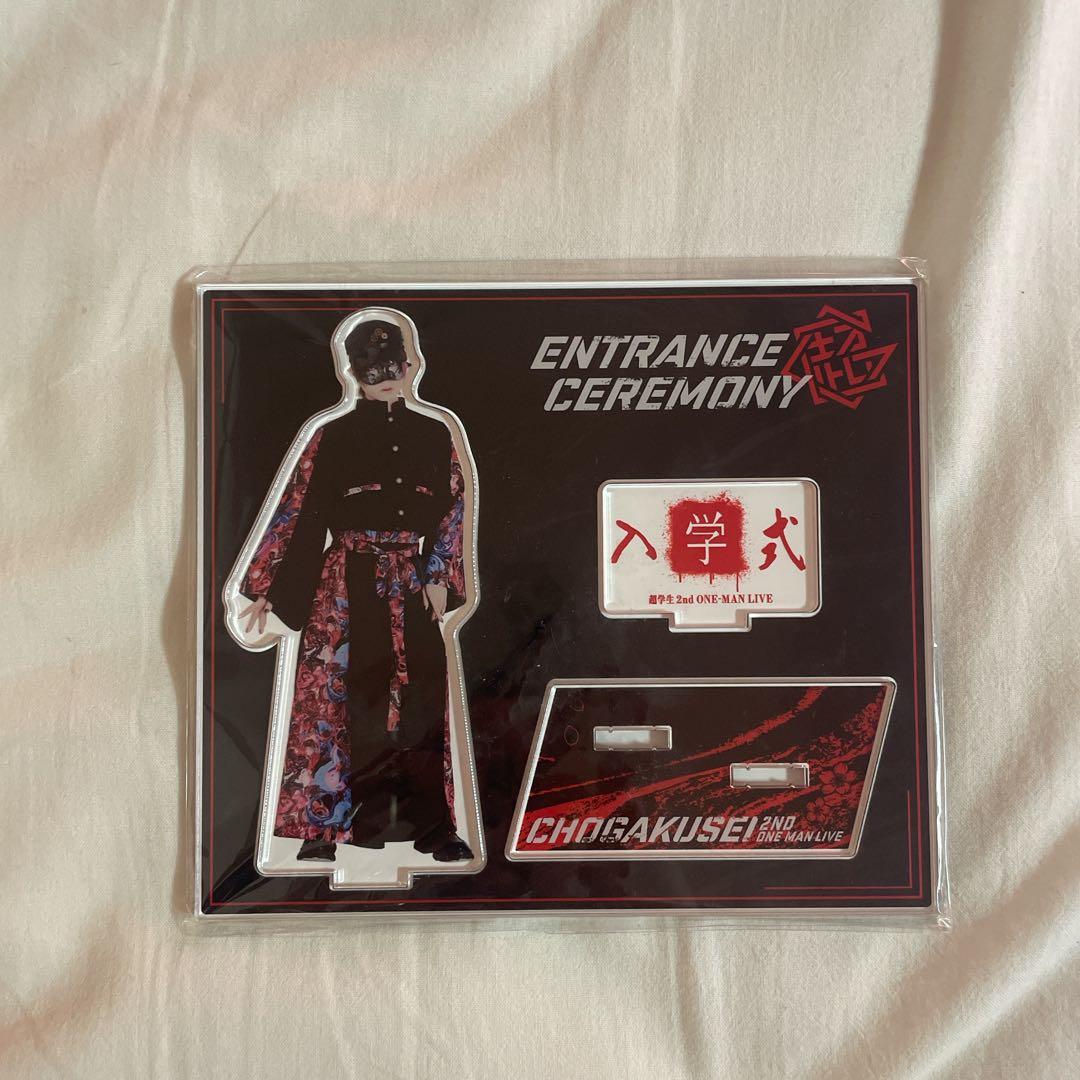 ENTRANCE
CEREMONY
入学式
超学生 2nd ONE-MAN LIVE
CHOGAKUSEI 2ND
ONE MAN LIVE